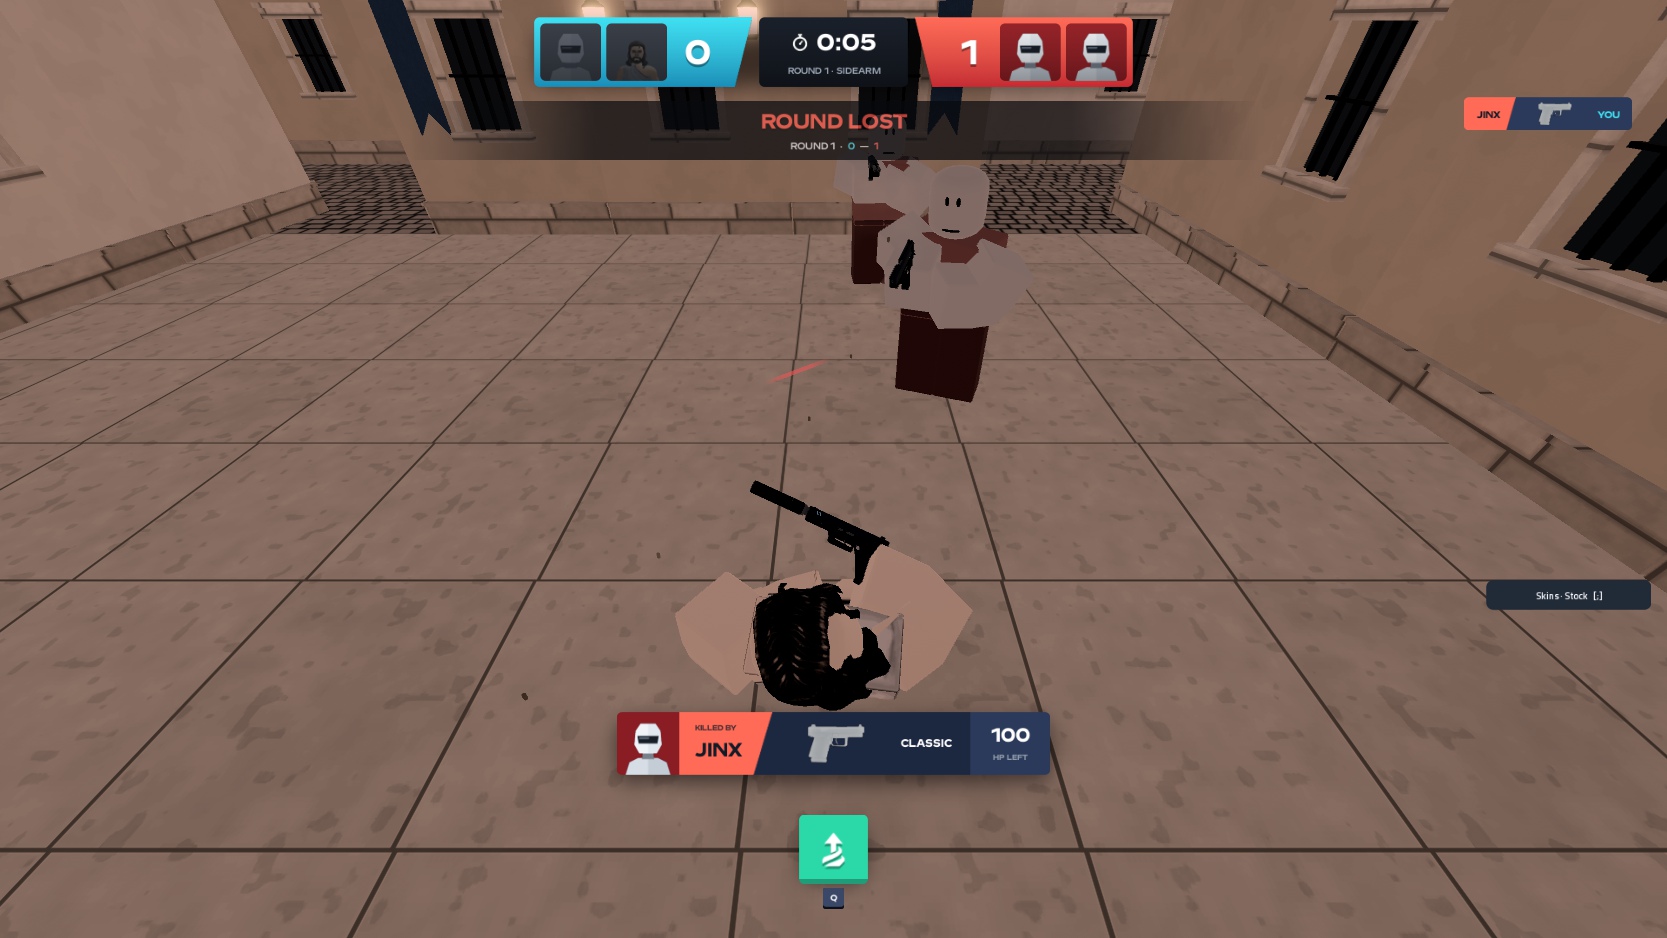 0
0:05
ROUND 1 · SIDEARM
1
ROUND LOST
ROUND 1 · 0 — 1
JINX
YOU
Skins · Stock [;]
KILLED BY
JINX
CLASSIC
100
HP LEFT
Q